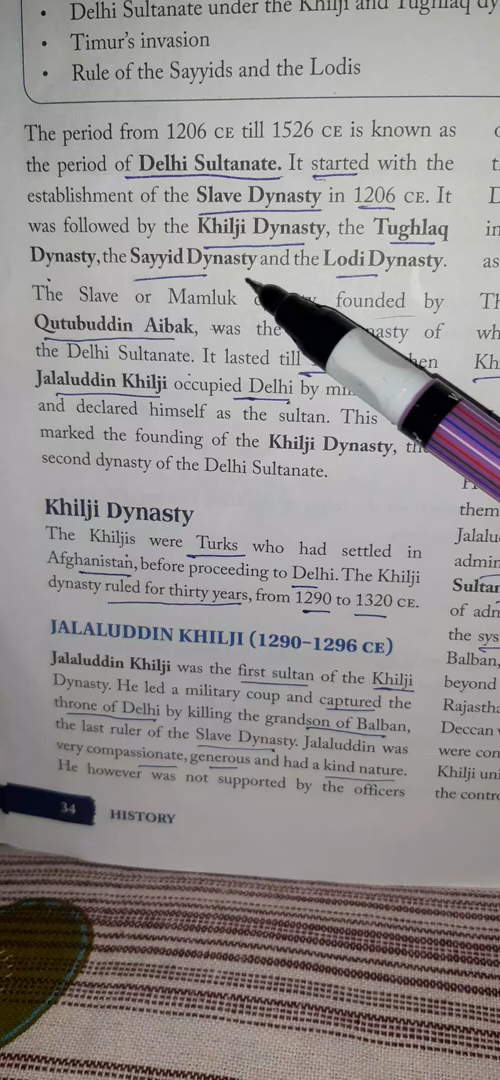 • Delhi Sultanate under the Khilji and Tughlaq dy
• Timur's invasion
• Rule of the Sayyids and the Lodis
The period from 1206 CE till 1526 CE is known as
the period of Delhi Sultanate. It started with the
establishment of the Slave Dynasty in 1206 CE. It
was followed by the Khilji Dynasty, the Tughlaq
Dynasty, the Sayyid Dynasty and the Lodi Dynasty.
The Slave or Mamluk founded by
Qutubuddin Aibak, was the nasty of
the Delhi Sultanate. It lasted till hen
Jalaluddin Khilji occupied Delhi by
and declared himself as the sultan. This
marked the founding of the Khilji Dynasty,
second dynasty of the Delhi Sultanate.
Khilji Dynasty
The Khiljis were Turks who had settled in
Afghanistan, before proceeding to Delhi. The Khilji
dynasty ruled for thirty years, from 1290 to 1320 CE.
JALALUDDIN KHILJI (1290–1296 CE)
Jalaluddin Khilji was the first sultan of the Khilji
Dynasty. He led a military coup and captured the
throne of Delhi by killing the grandson of Balban,
the last ruler of the Slave Dynasty. Jalaluddin was
very compassionate, generous and had a kind nature.
He however was not supported by the officers
34 HISTORY
in
as
Th
wh
Kh
them
Jalalu
admin
Sultan
of adn
the sys
Balban,
beyond
Rajastha
Deccan
were con
Khilji uni
the contro